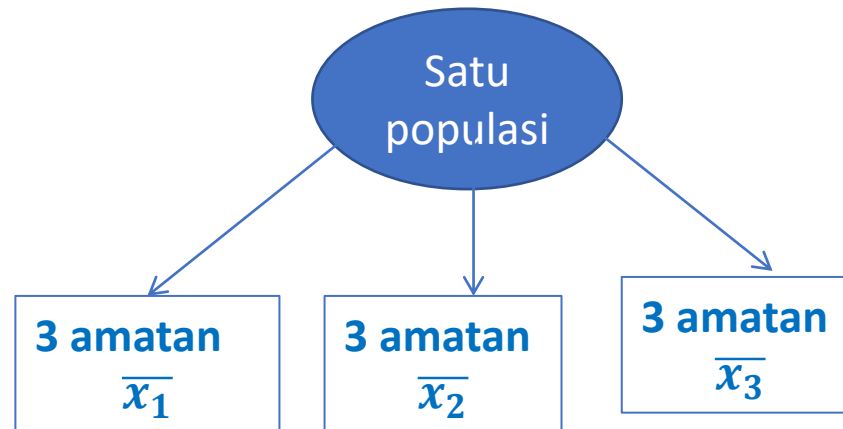 Satu
populasi
3 amatan
x̅₁
3 amatan
x̅₂
3 amatan
x̅₃